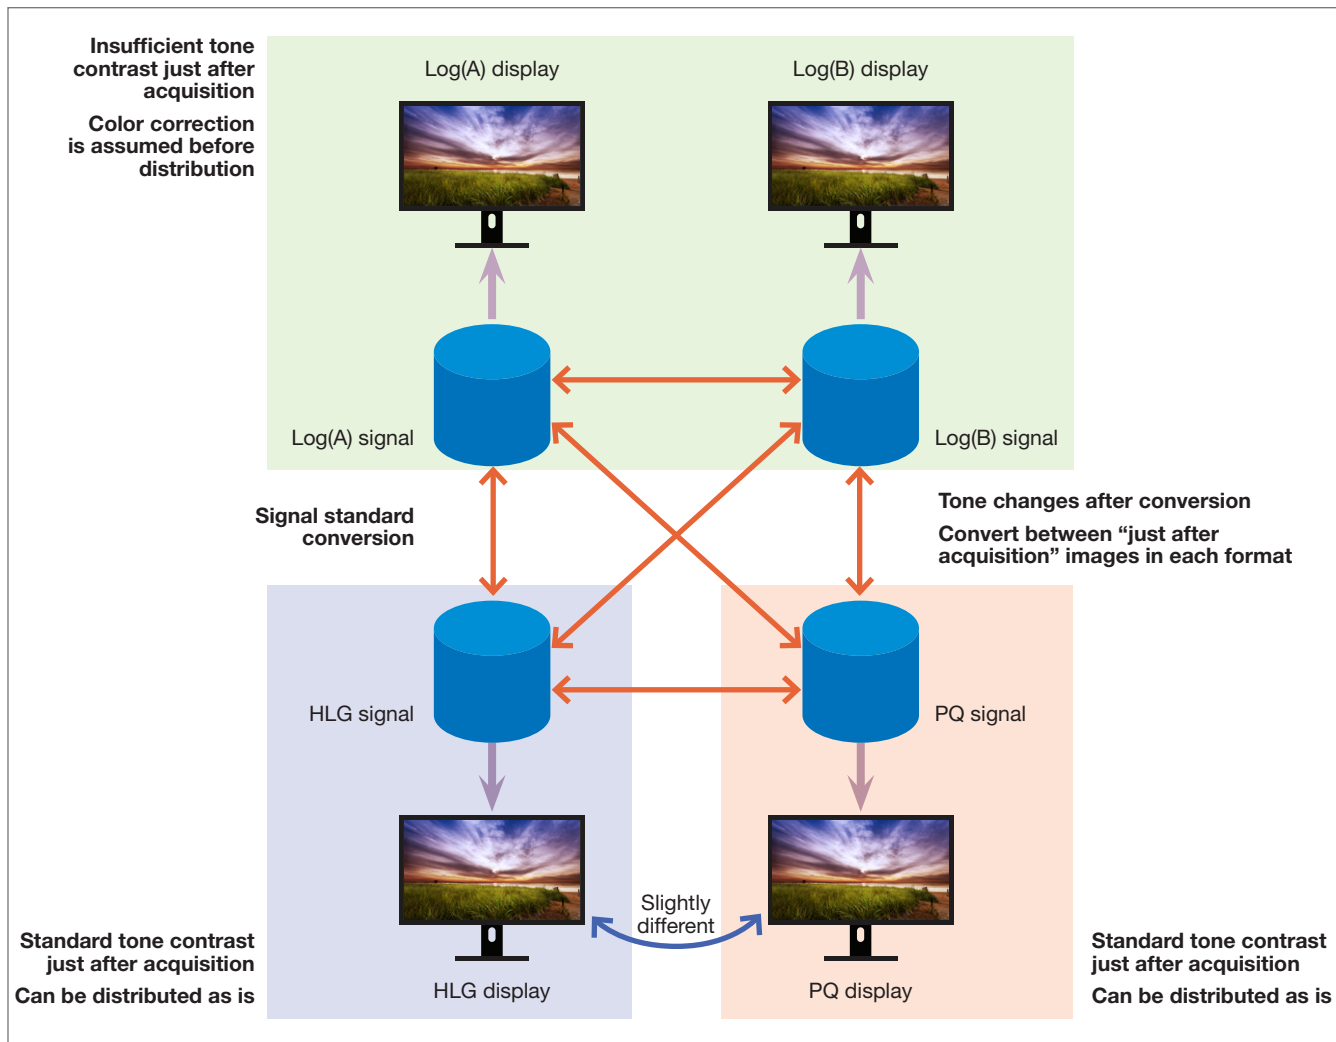 Insufficient tone
contrast just after
acquisition
Color correction
is assumed before
distribution
Log(A) display
Log(B) display
Log(A) signal
Log(B) signal
Signal standard
conversion
Tone changes after conversion
Convert between “just after
acquisition” images in each format
HLG signal
PQ signal
Slightly
different
Standard tone contrast
just after acquisition
Can be distributed as is
HLG display
PQ display
Standard tone contrast
just after acquisition
Can be distributed as is